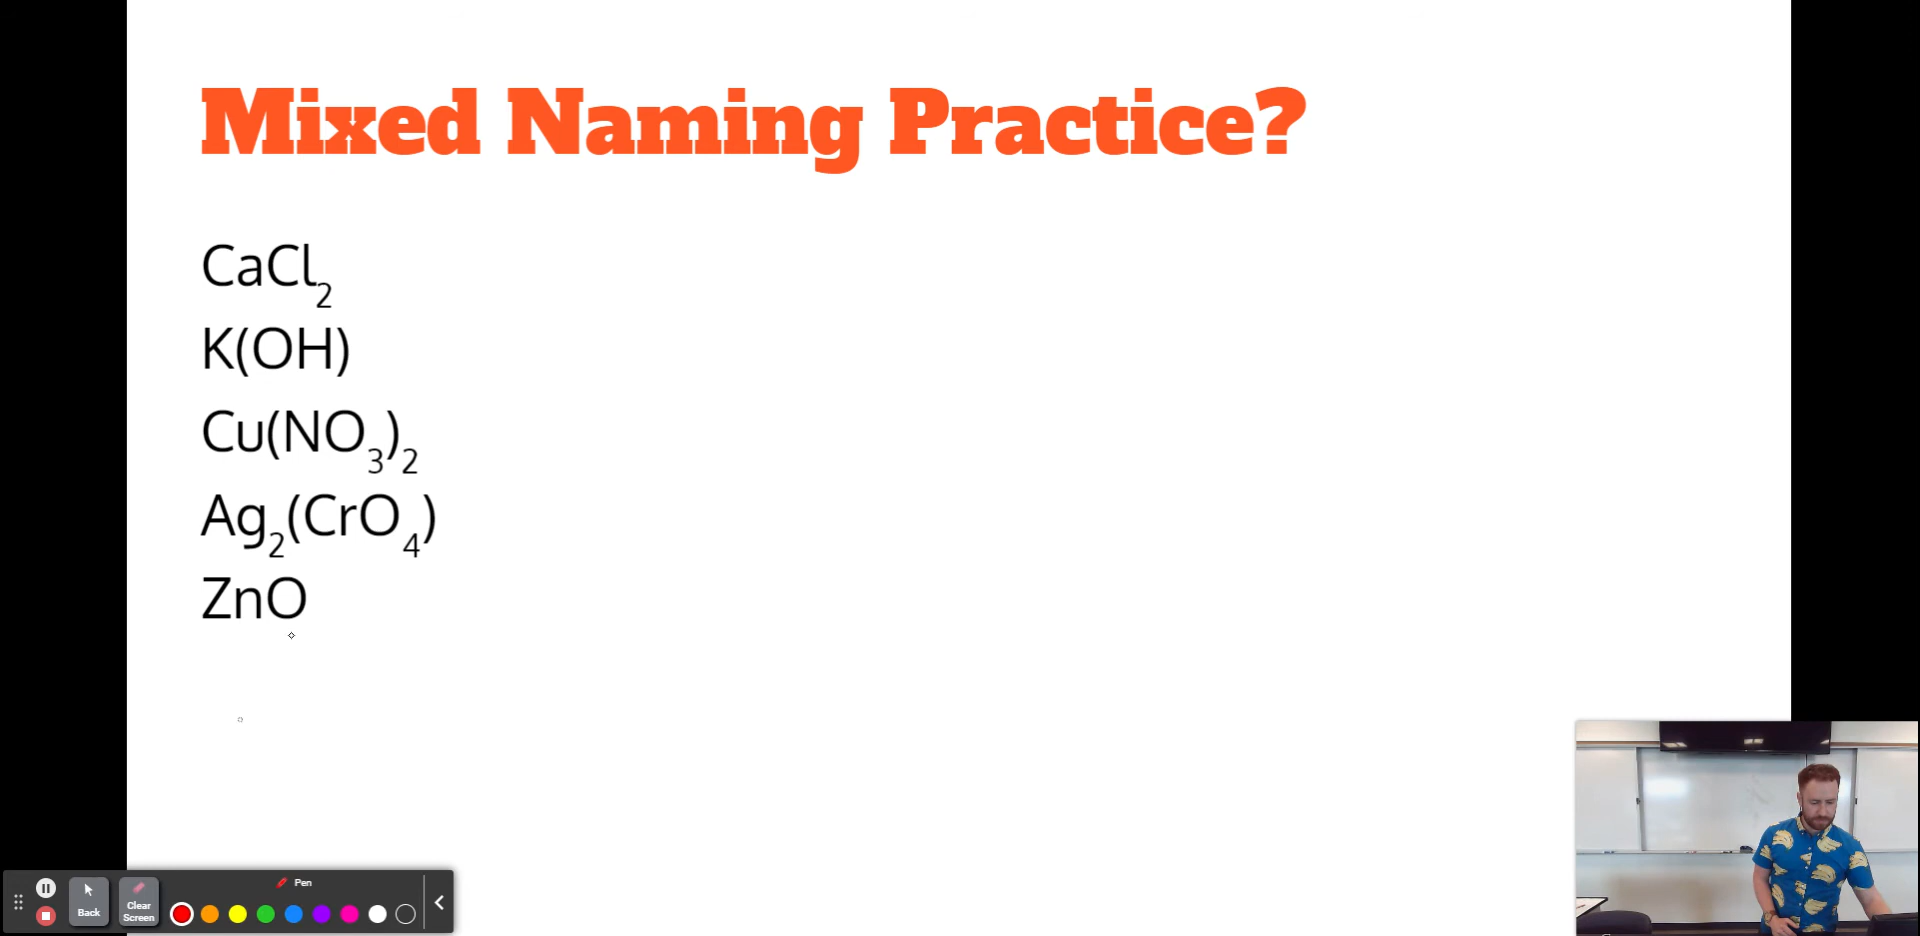 Mixed Naming Practice?
CaCl₂
K(OH)
Cu(NO₃)₂
Ag₂(CrO₄)
ZnO
Pen
Back
Clear
Screen